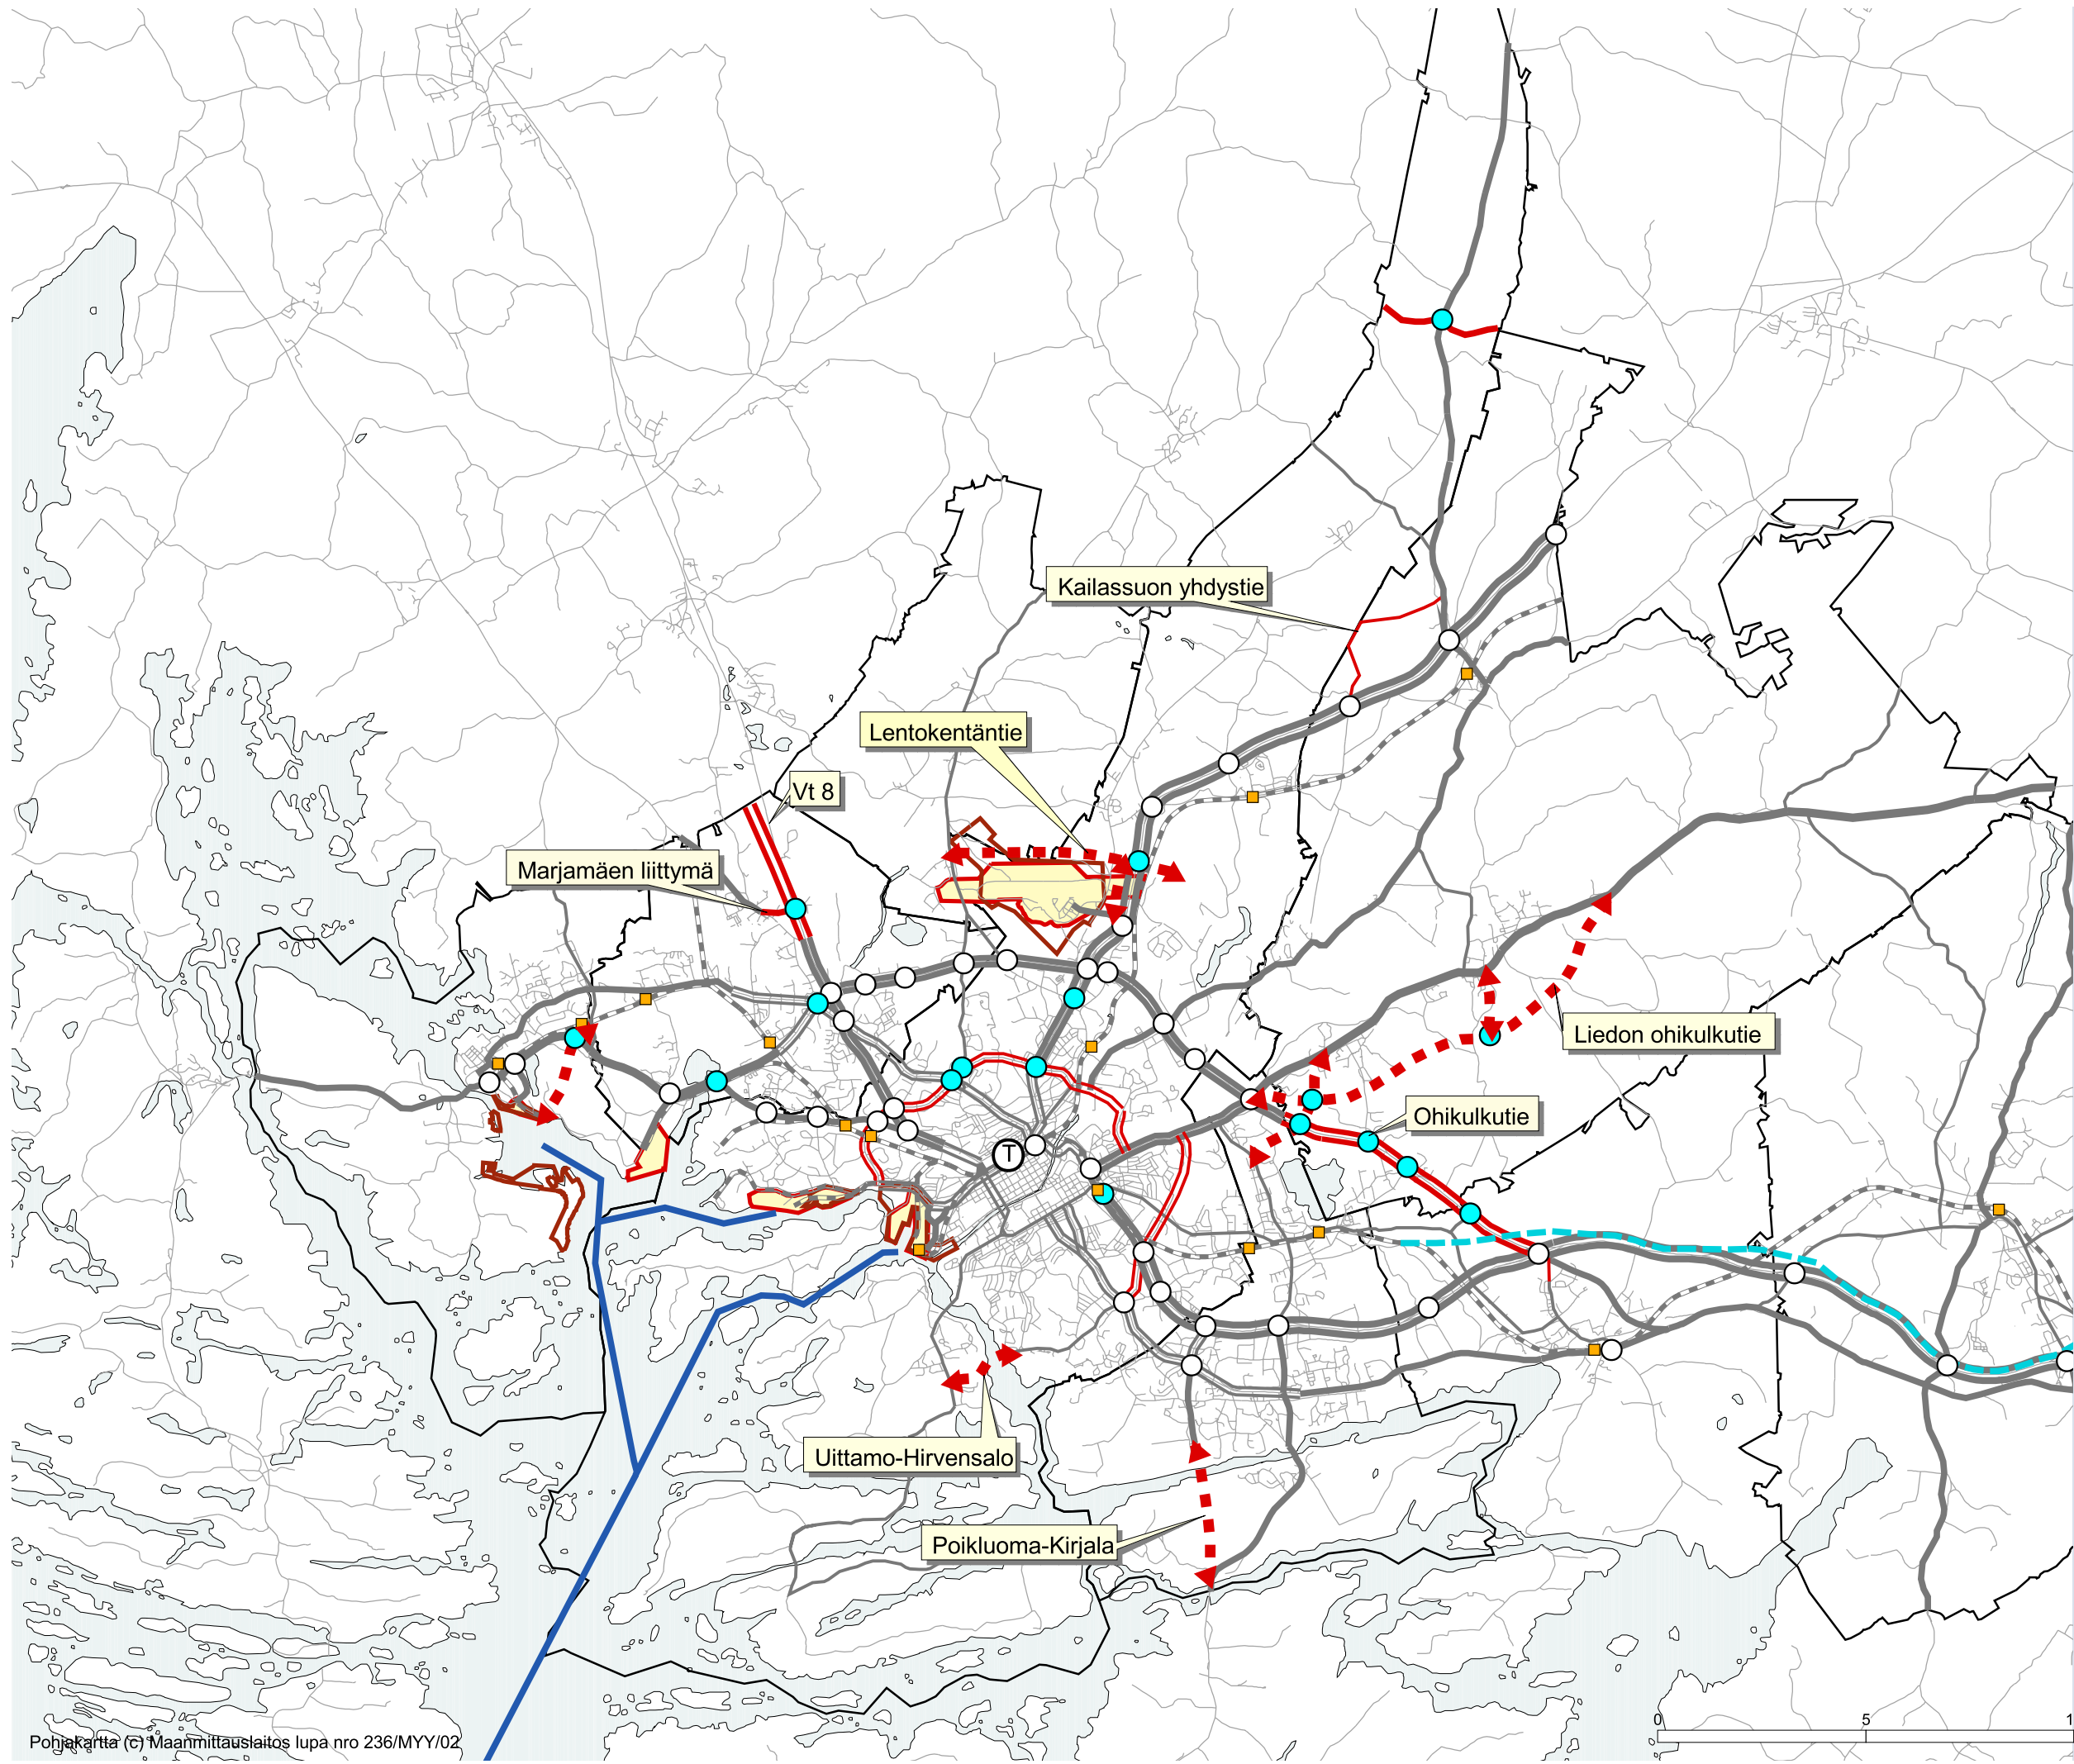 Kailassuon yhdystie
Lentokentäntie
Vt 8
Marjamäen liittymä
Liedon ohikulkutie
Ohikulkutie
T
Uittamo-Hirvensalo
Poikluoma-Kirjala
0 5 1
Pohjakartta (c) Maanmittauslaitos lupa nro 236/MYY/02